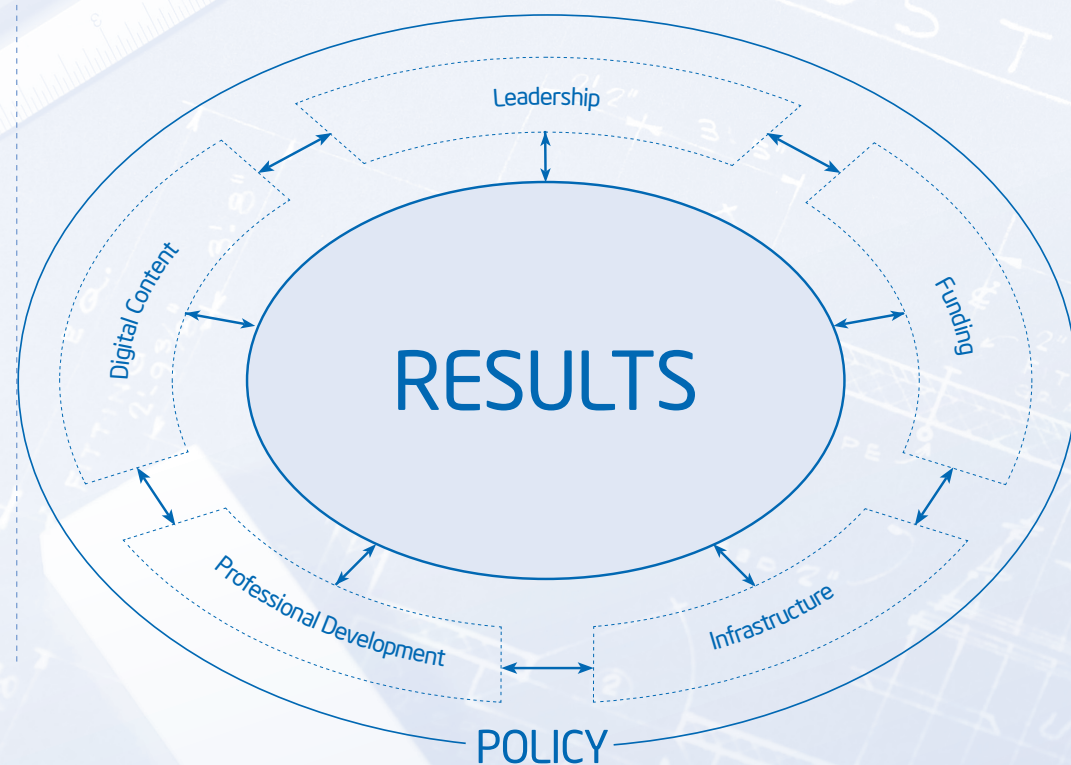 Leadership
Digital Content
Funding
RESULTS
Professional Development
Infrastructure
POLICY